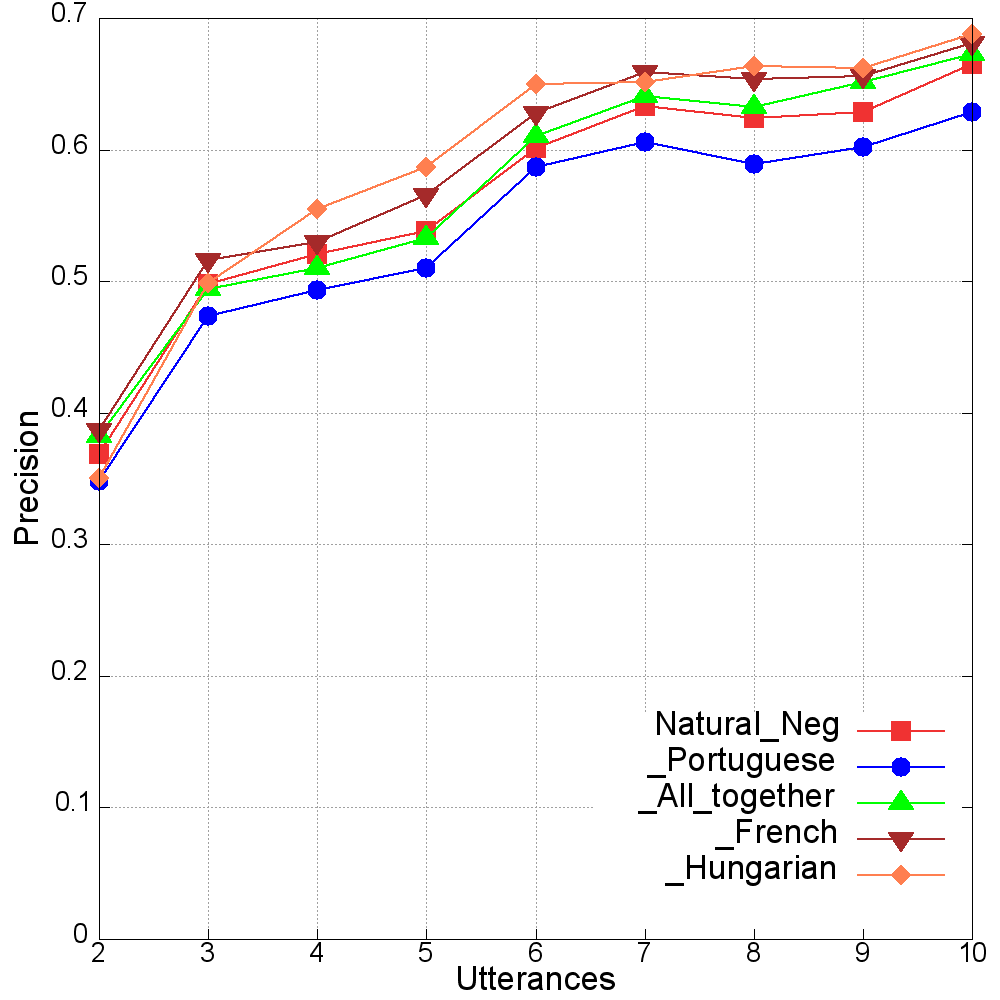 0.7
0.6
0.5
0.4
0.3
0.2
0.1
0
Precision
2 3 4 5 6 7 8 9 10
Utterances
Natural_Neg
_Portuguese
_All_together
_French
_Hungarian